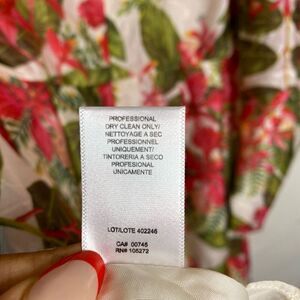 PROFESSIONAL
DRY CLEAN ONLY/
NETTOYAGE A SEC
PROFESSIONNEL
UNIQUEMENT/
TINTORERIA A SECO
PROFESIONAL
UNICAMENTE
LOT/LOTE 402246
CA# 00745
RN# 105272